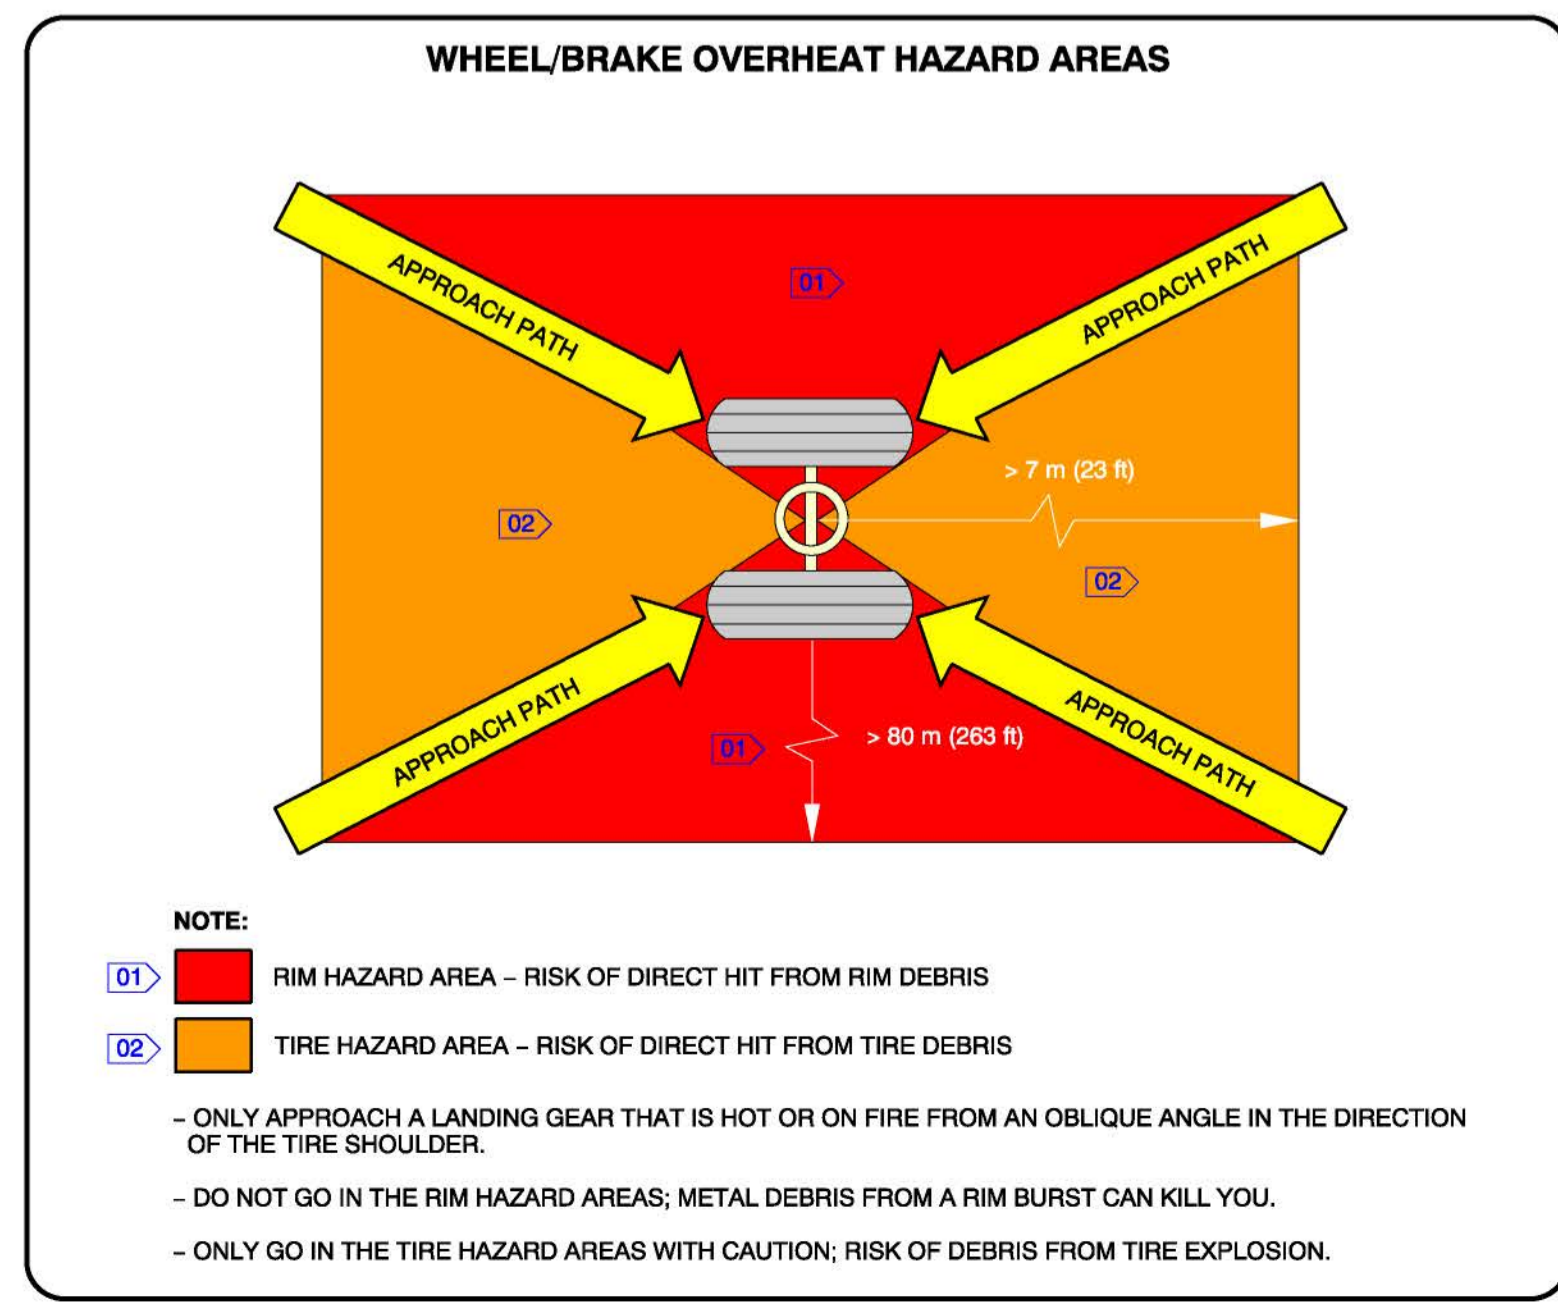 WHEEL/BRAKE OVERHEAT HAZARD AREAS
APPROACH PATH
01
APPROACH PATH
> 7 m (23 ft)
02
02
APPROACH PATH
01
> 80 m (263 ft)
APPROACH PATH
NOTE:
01 RIM HAZARD AREA – RISK OF DIRECT HIT FROM RIM DEBRIS
02 TIRE HAZARD AREA – RISK OF DIRECT HIT FROM TIRE DEBRIS
– ONLY APPROACH A LANDING GEAR THAT IS HOT OR ON FIRE FROM AN OBLIQUE ANGLE IN THE DIRECTION
OF THE TIRE SHOULDER.
– DO NOT GO IN THE RIM HAZARD AREAS; METAL DEBRIS FROM A RIM BURST CAN KILL YOU.
– ONLY GO IN THE TIRE HAZARD AREAS WITH CAUTION; RISK OF DEBRIS FROM TIRE EXPLOSION.